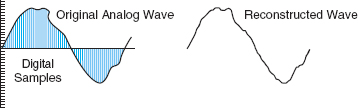 Original Analog Wave
Reconstructed Wave
Digital
Samples